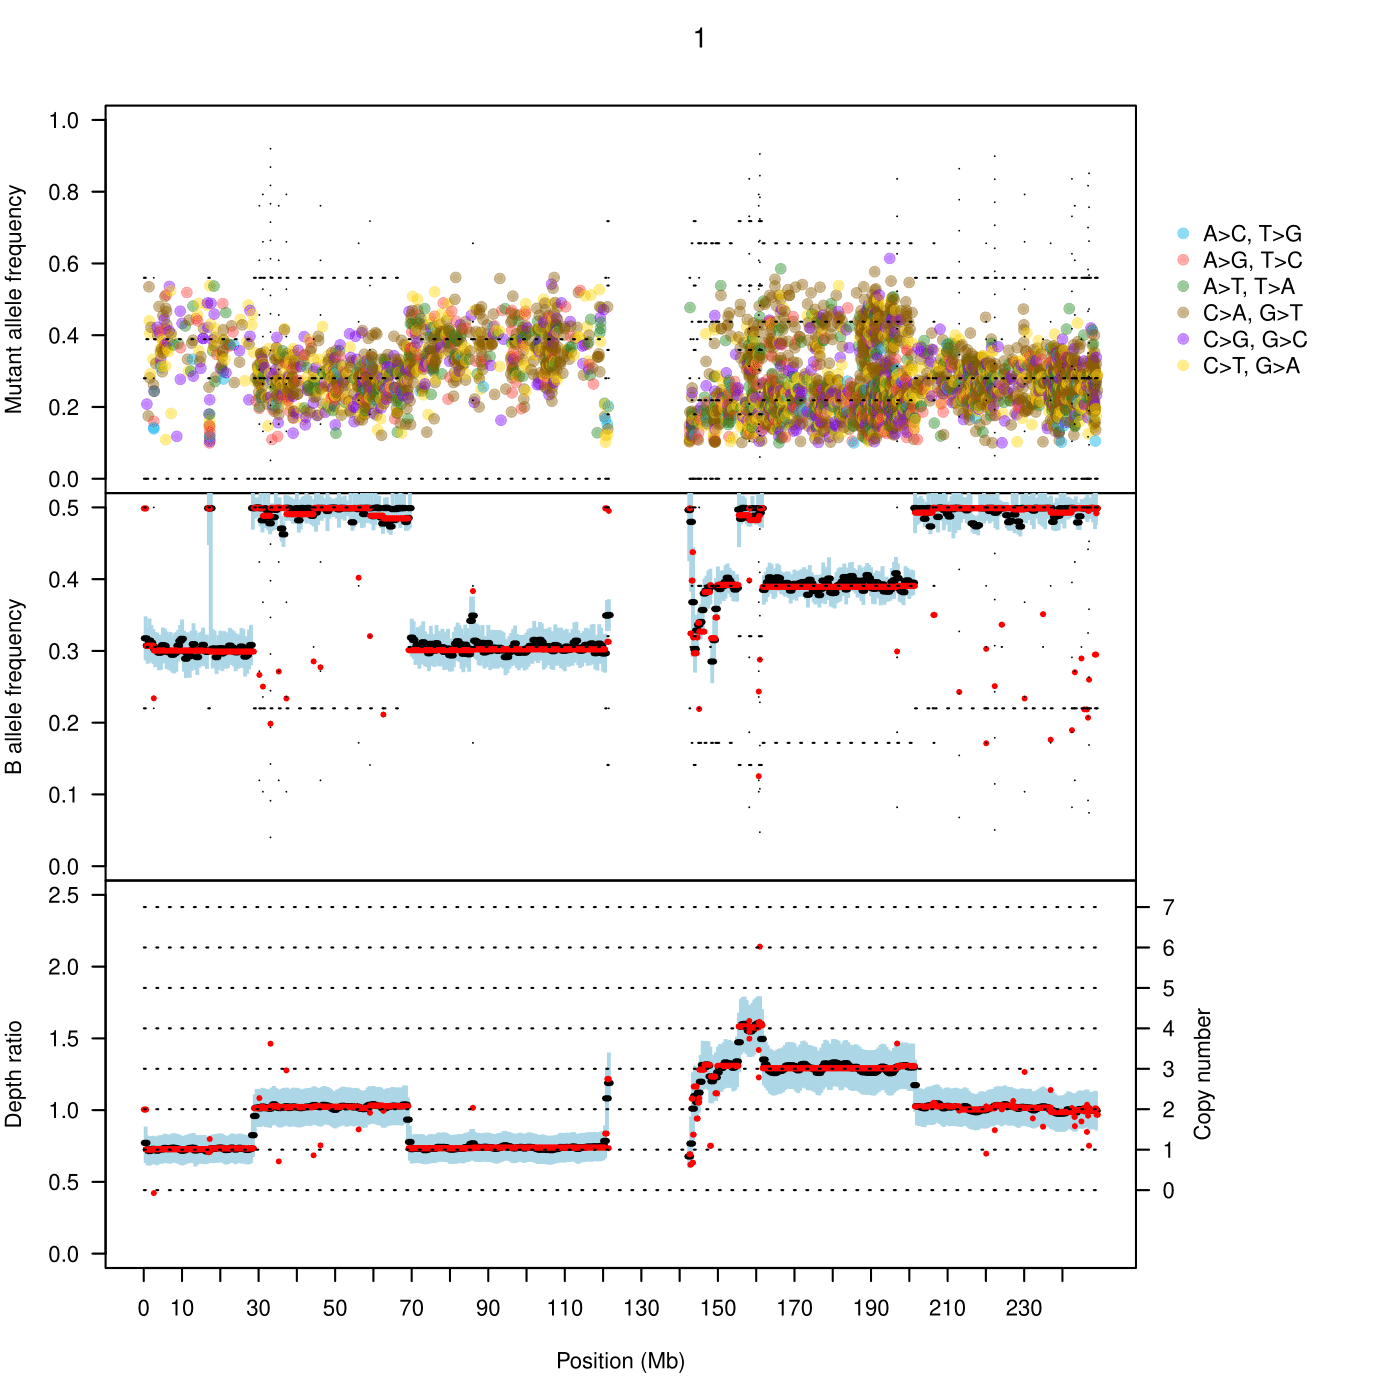 1
Mutant allele frequency
1.0
0.8
0.6
0.4
0.2
0.0
A>C, T>G
A>G, T>C
A>T, T>A
C>A, G>T
C>G, G>C
C>T, G>A
B allele frequency
0.5
0.4
0.3
0.2
0.1
0.0
Depth ratio
2.5
2.0
1.5
1.0
0.5
0.0
7
6
5
4
3
2
1
0
Copy number
0 10 30 50 70 90 110 130 150 170 190 210 230
Position (Mb)